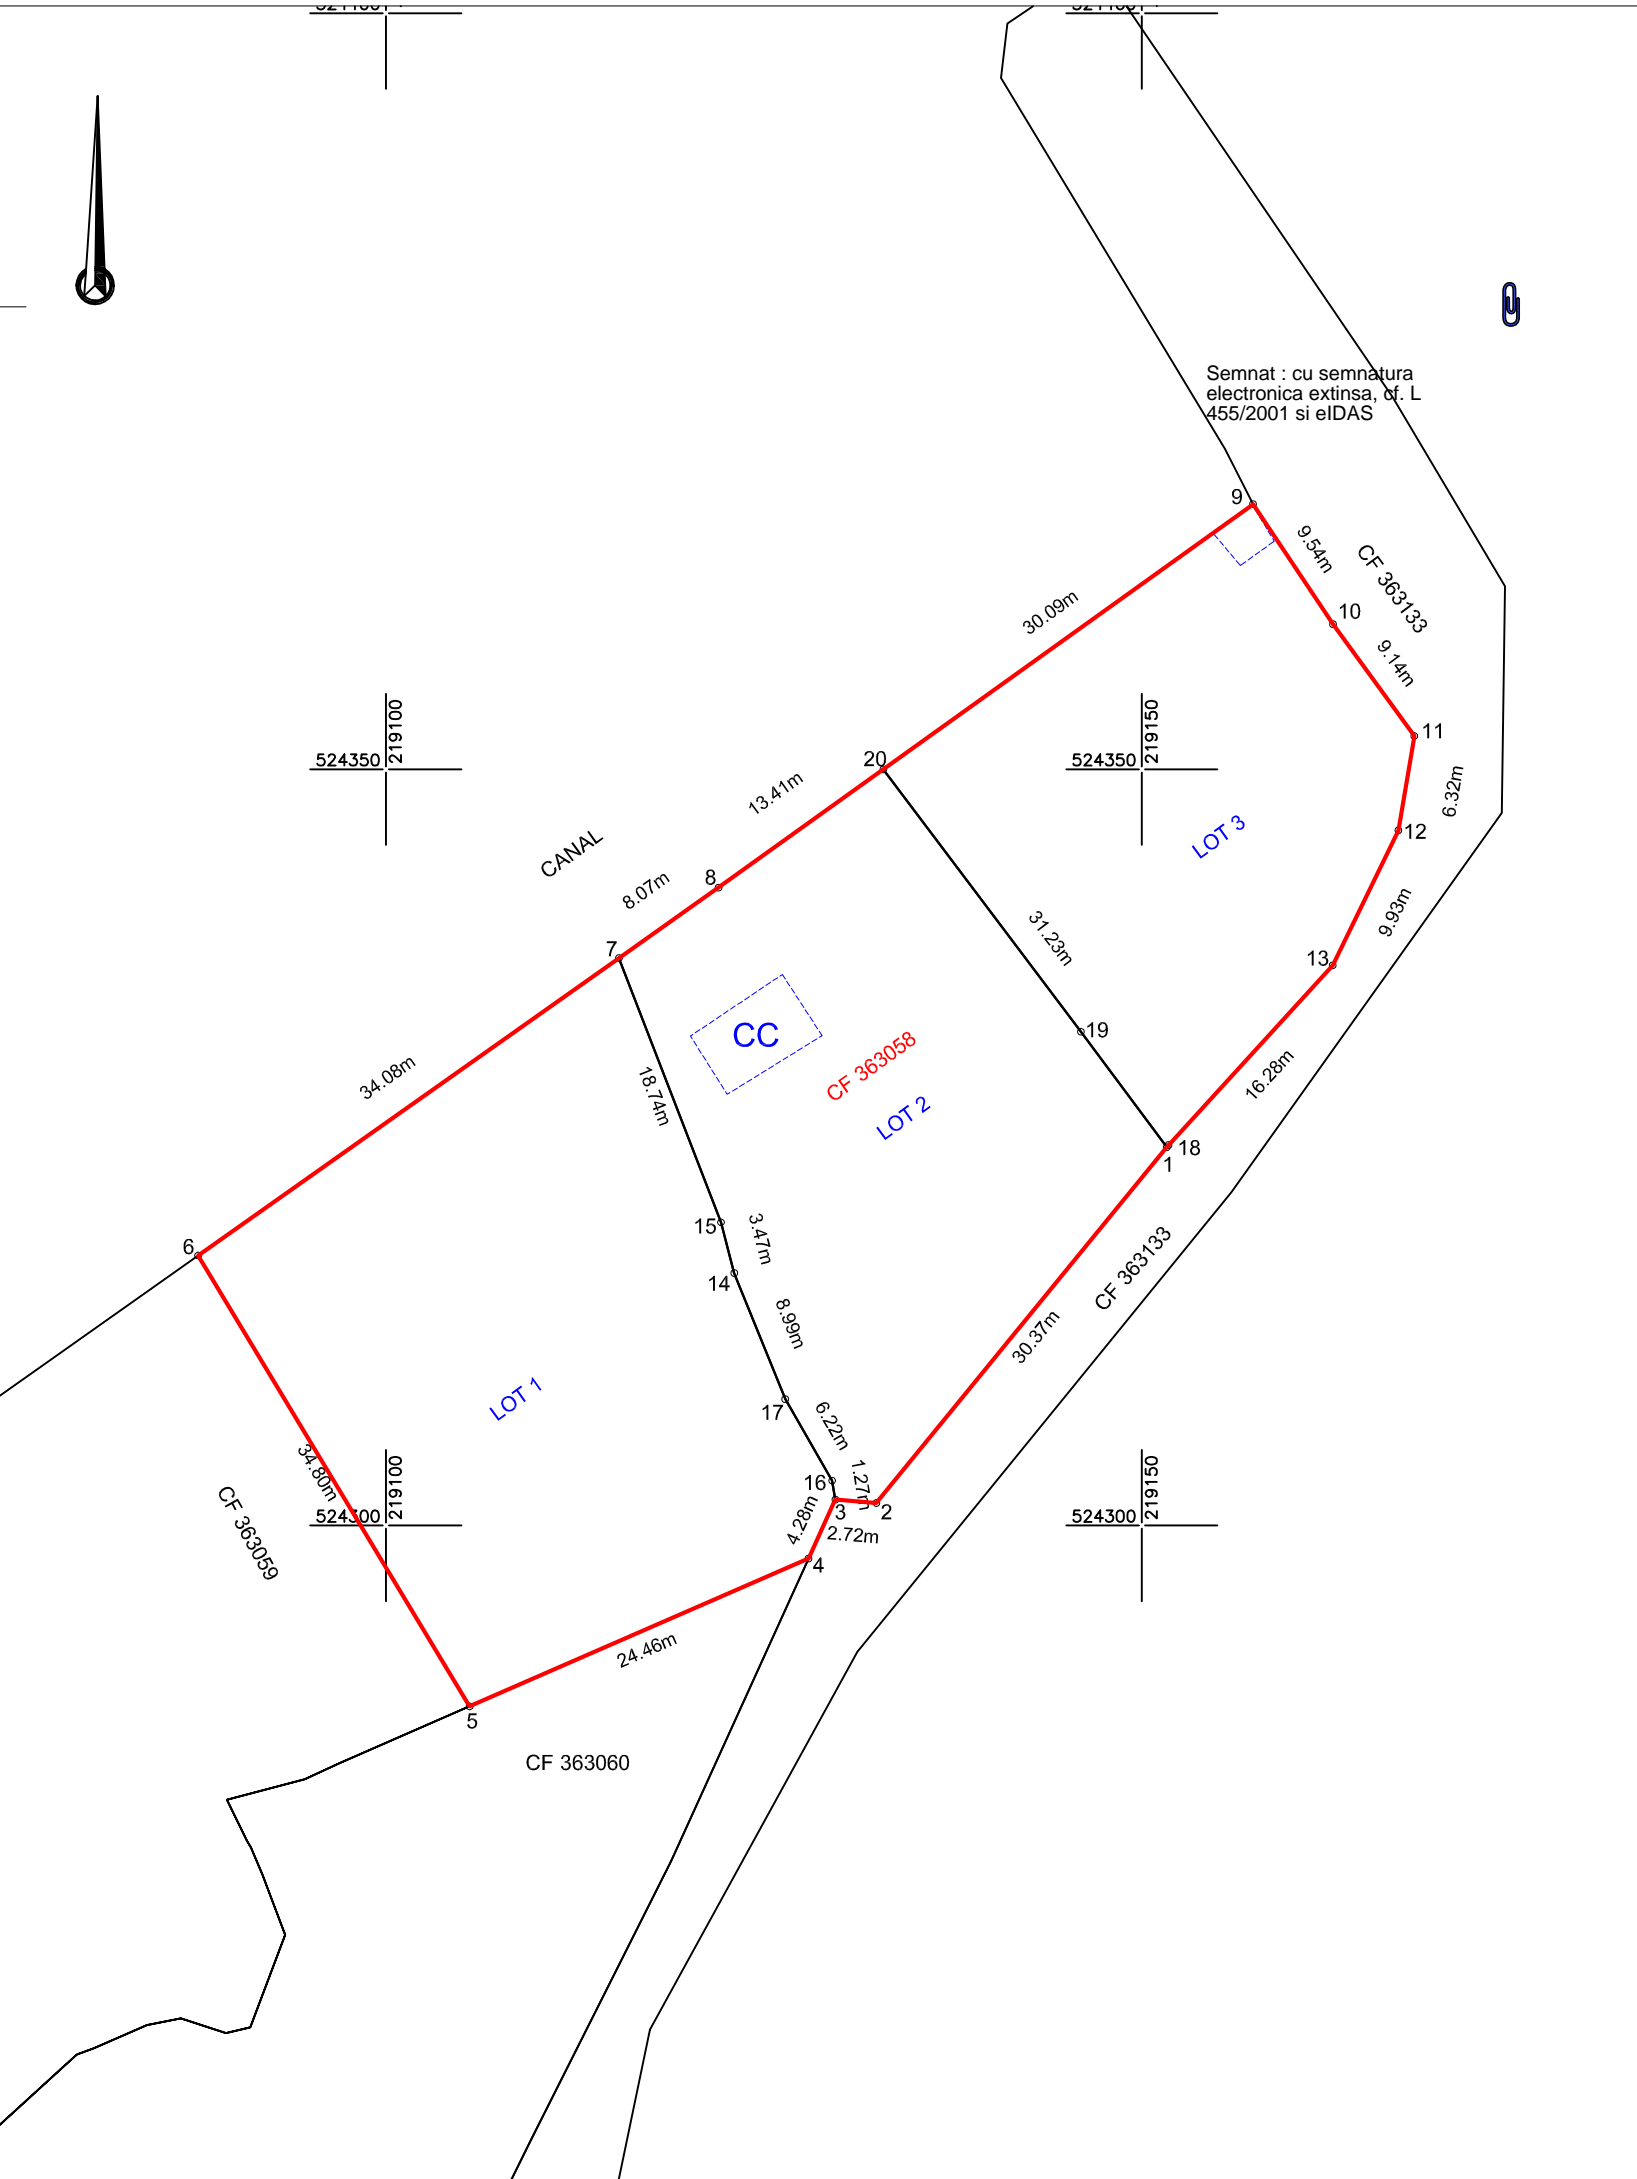 Semnat : cu semnatura
electronica extinsa, cf. L
455/2001 si eIDAS
9
9.54m
CF 363133
10
30.09m
9.14m
219100
219150
11
524350
524350
20
6.32m
13.41m
LOT 3
12
CANAL
8
8.07m
9.93m
31.23m
7
13
19
CC
CF 363058
34.08m
18.74m
16.28m
LOT 2
18
1
15
3.47m
6
14
CF 363133
8.99m
30.37m
LOT 1
17
6.22m
34.80m
16
1.27m
219100
219150
3
2
4.28m
524300
524300
2.72m
CF 363059
4
24.46m
5
CF 363060